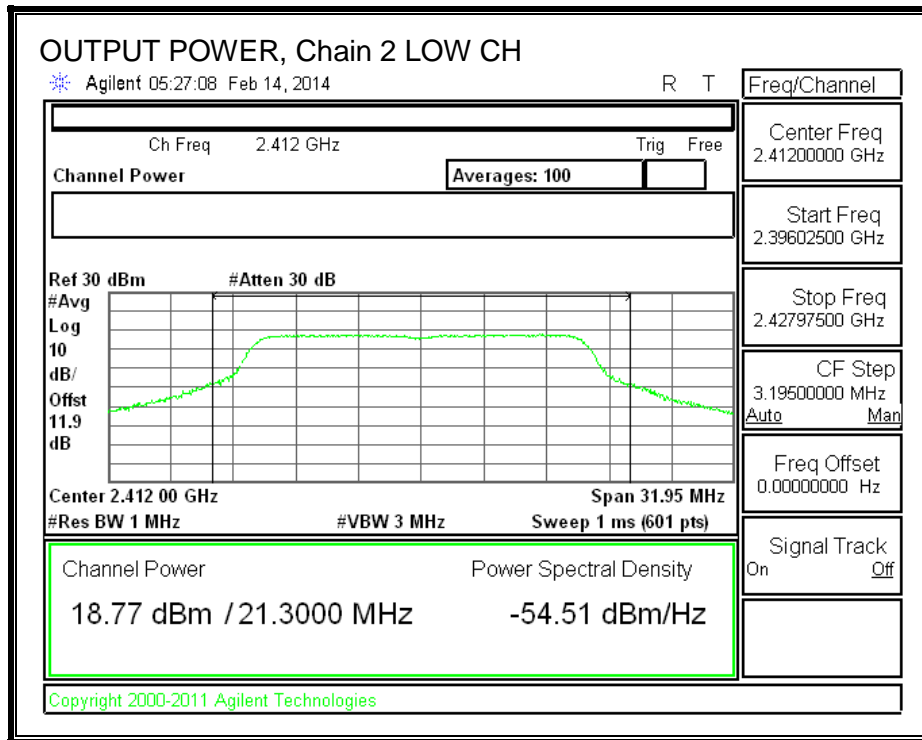 OUTPUT POWER, Chain 2 LOW CH
Agilent 05:27:08 Feb 14, 2014 R T
Freq/Channel
Ch Freq 2.412 GHz Trig Free
Channel Power Averages: 100
Ref 30 dBm #Atten 30 dB
#Avg
Log
10
dB/
Offst
11.9
dB
Center 2.412 00 GHz Span 31.95 MHz
#Res BW 1 MHz #VBW 3 MHz Sweep 1 ms (601 pts)
Channel Power Power Spectral Density
18.77 dBm / 21.3000 MHz -54.51 dBm/Hz
Center Freq
2.41200000 GHz
Start Freq
2.39602500 GHz
Stop Freq
2.42797500 GHz
CF Step
3.19500000 MHz
Auto Man
Freq Offset
0.00000000 Hz
Signal Track
On Off
Copyright 2000-2011 Agilent Technologies